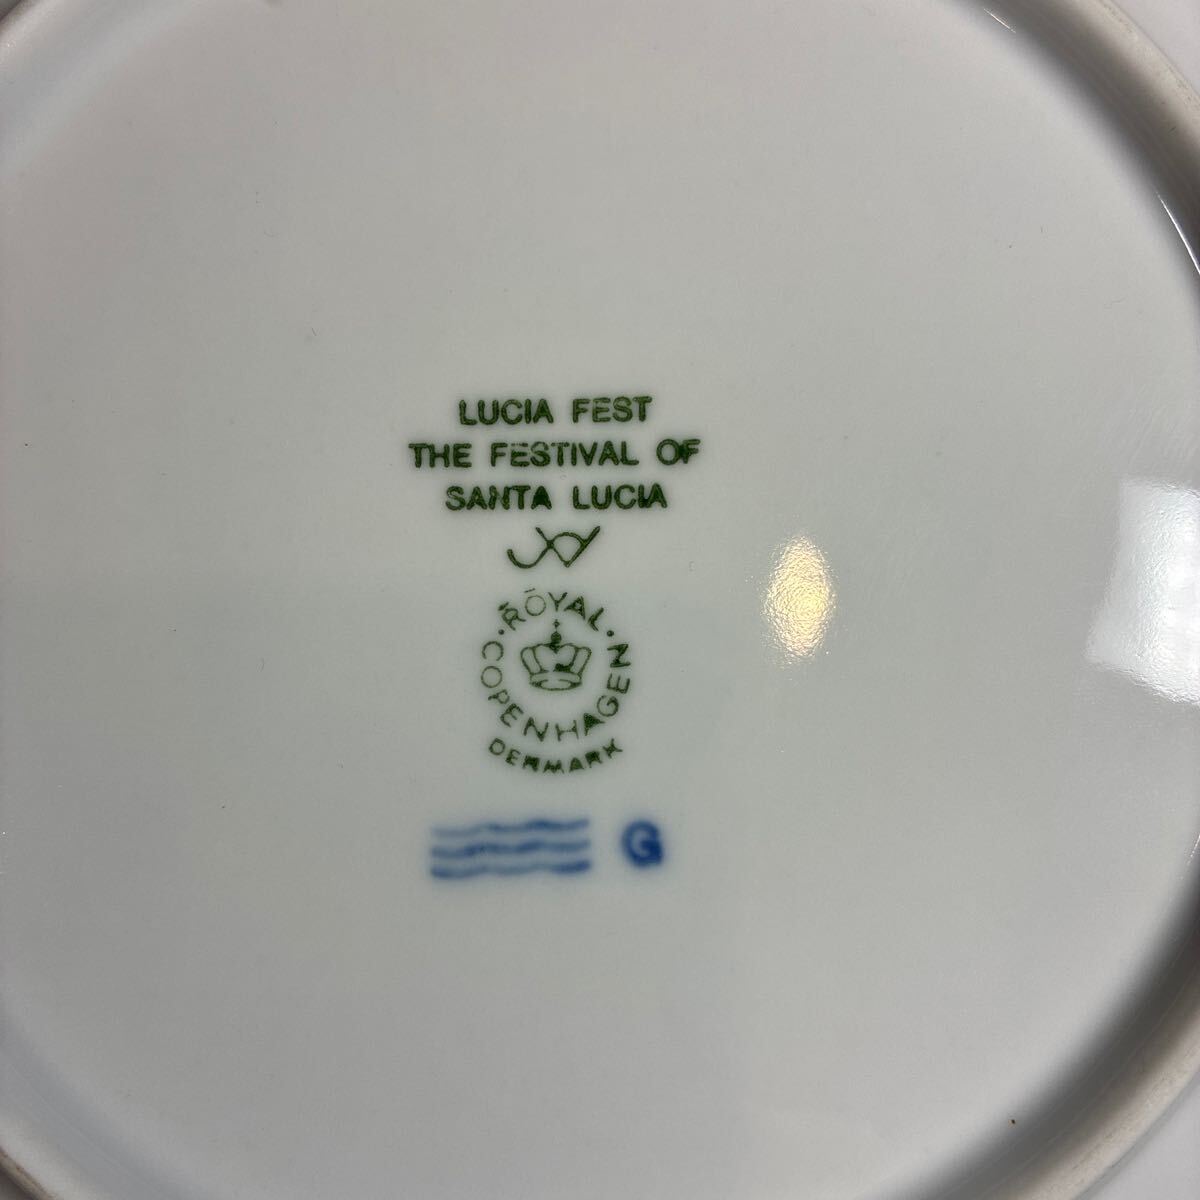 LUCIA FEST
THE FESTIVAL OF
SANTA LUCIA
ROYAL
COPENHAGEN
DENMARK
G